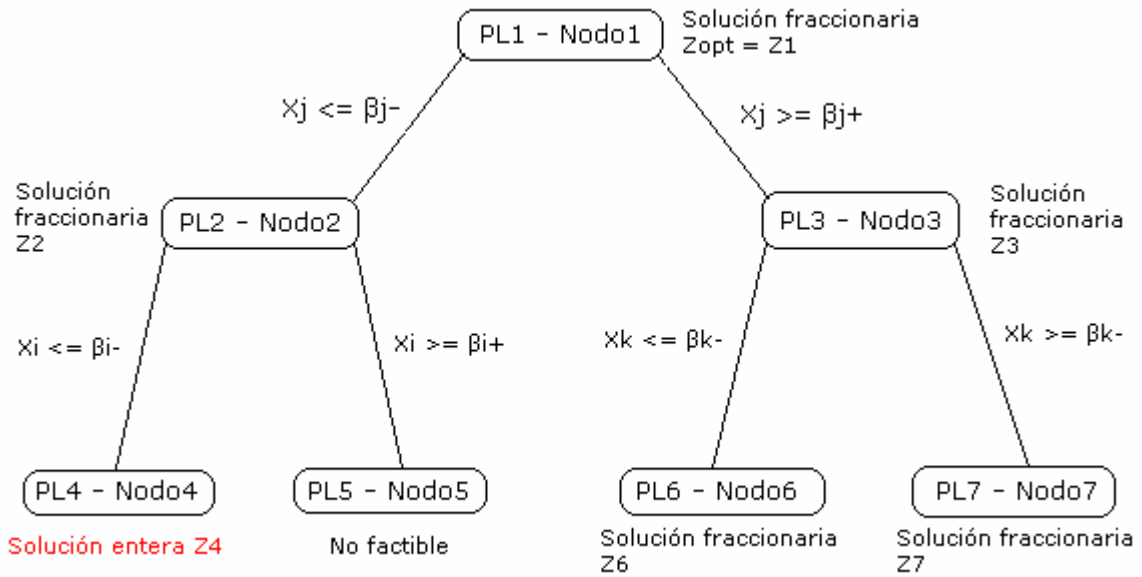 PL1 - Nodo1
Solución fraccionaria
Zopt = Z1
Xj <= βj-
Xj >= βj+
Solución
fraccionaria
Z2
PL2 - Nodo2
PL3 - Nodo3
Solución
fraccionaria
Z3
Xi <= βi-
Xi >= βi+
Xk <= βk-
Xk >= βk-
PL4 - Nodo4
PL5 - Nodo5
PL6 - Nodo6
PL7 - Nodo7
Solución entera Z4
No factible
Solución fraccionaria
Z6
Solución fraccionaria
Z7